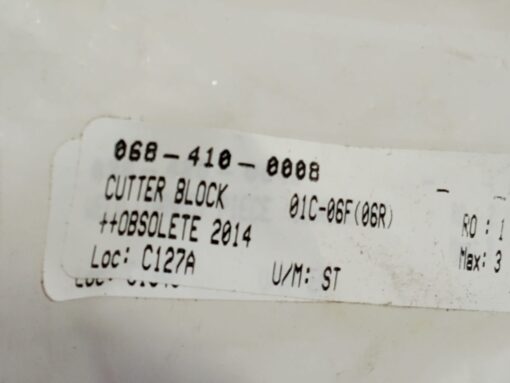 068-410-0008
CUTTER BLOCK 01C-06F(06R) RO : 1
++OBSOLETE 2014 Max: 3
Loc: C127A U/M: ST